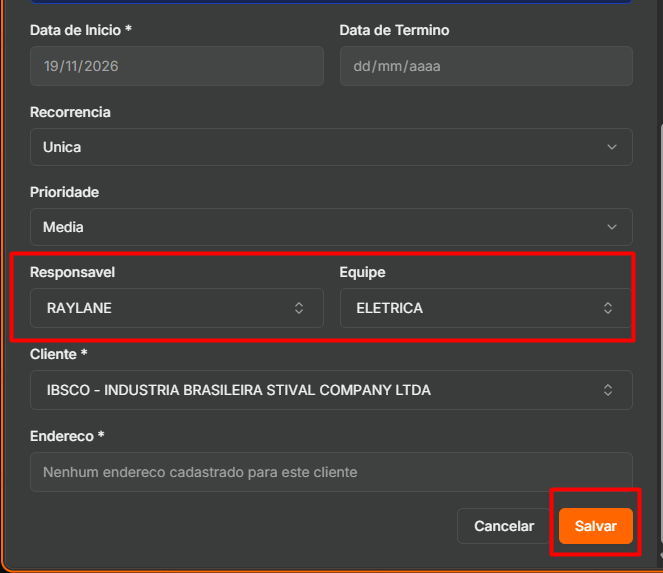 Data de Inicio *
Data de Termino
19/11/2026
dd/mm/aaaa
Recorrencia
Unica
Prioridade
Media
Responsavel
Equipe
RAYLANE
ELETRICA
Cliente *
IBSCO - INDUSTRIA BRASILEIRA STIVAL COMPANY LTDA
Endereco *
Nenhum endereco cadastrado para este cliente
Cancelar
Salvar